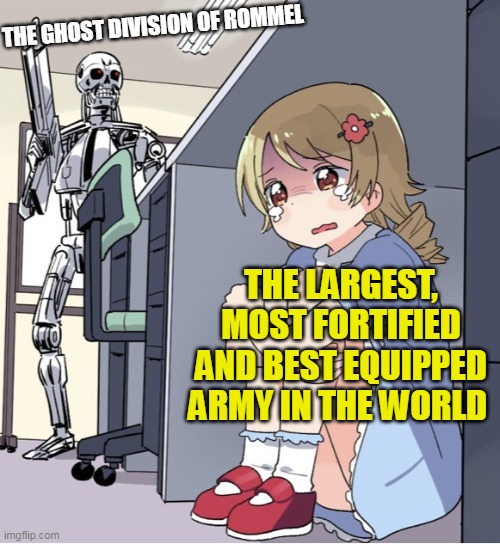 THE GHOST DIVISION OF ROMMEL
THE LARGEST,
MOST FORTIFIED
AND BEST EQUIPPED
ARMY IN THE WORLD
imgflip.com